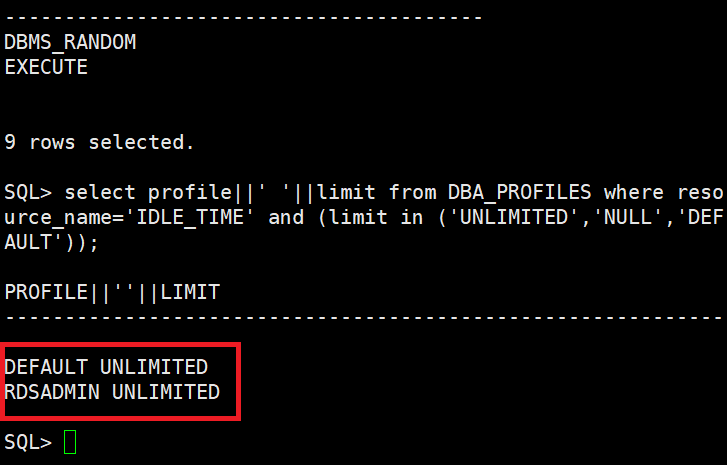 ----------------------------------------
DBMS_RANDOM
EXECUTE
9 rows selected.
SQL> select profile||' '||limit from DBA_PROFILES where reso
urce_name='IDLE_TIME' and (limit in ('UNLIMITED','NULL','DEF
AULT'));
PROFILE||''||LIMIT
------------------------------------------------------------
DEFAULT UNLIMITED
RDSADMIN UNLIMITED
SQL>